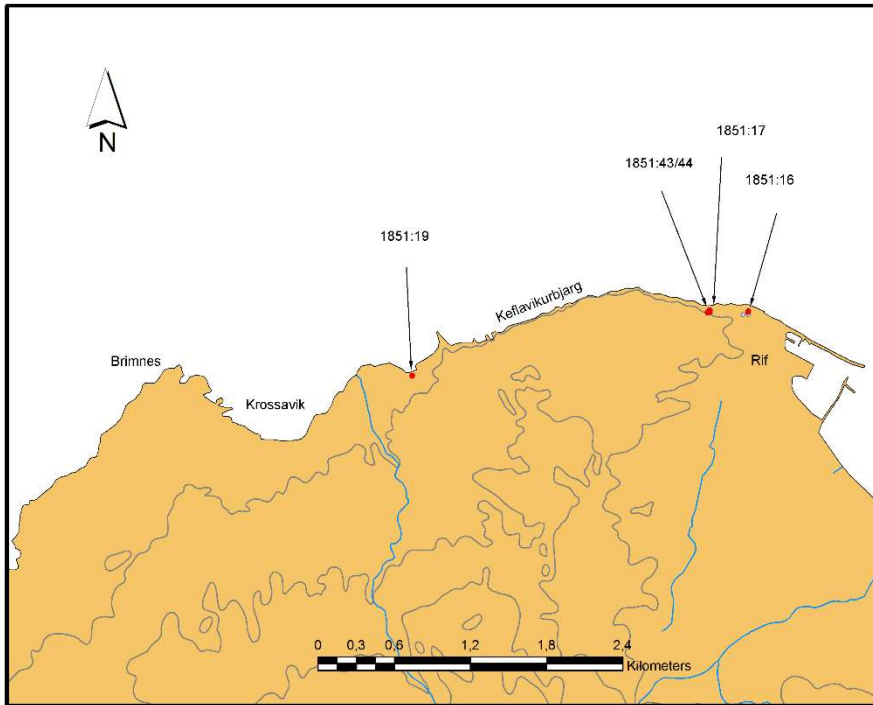 N
1851:17
1851:43/44
1851:16
1851:19
Keflavikurbjarg
Brimnes
Rif
Krossavik
0 0,3 0,6 1,2 1,8 2,4
Kilometers